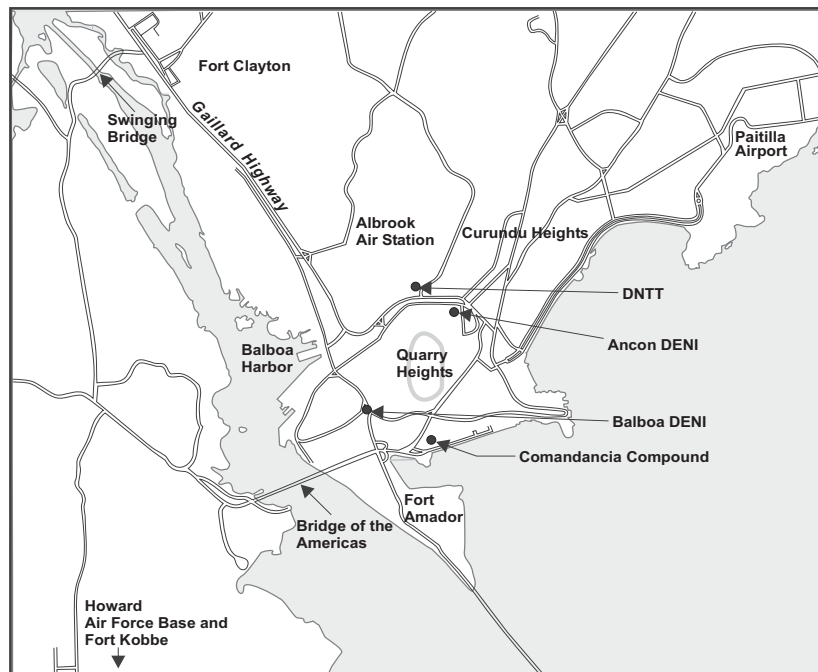 Fort Clayton
Swinging
Bridge
Gaillard Highway
Paitilla
Airport
Albrook
Air Station
Curundu Heights
DNTT
Ancon DENI
Balboa
Harbor
Quarry
Heights
Balboa DENI
Comandancia Compound
Fort
Amador
Bridge of the
Americas
Howard
Air Force Base and
Fort Kobbe